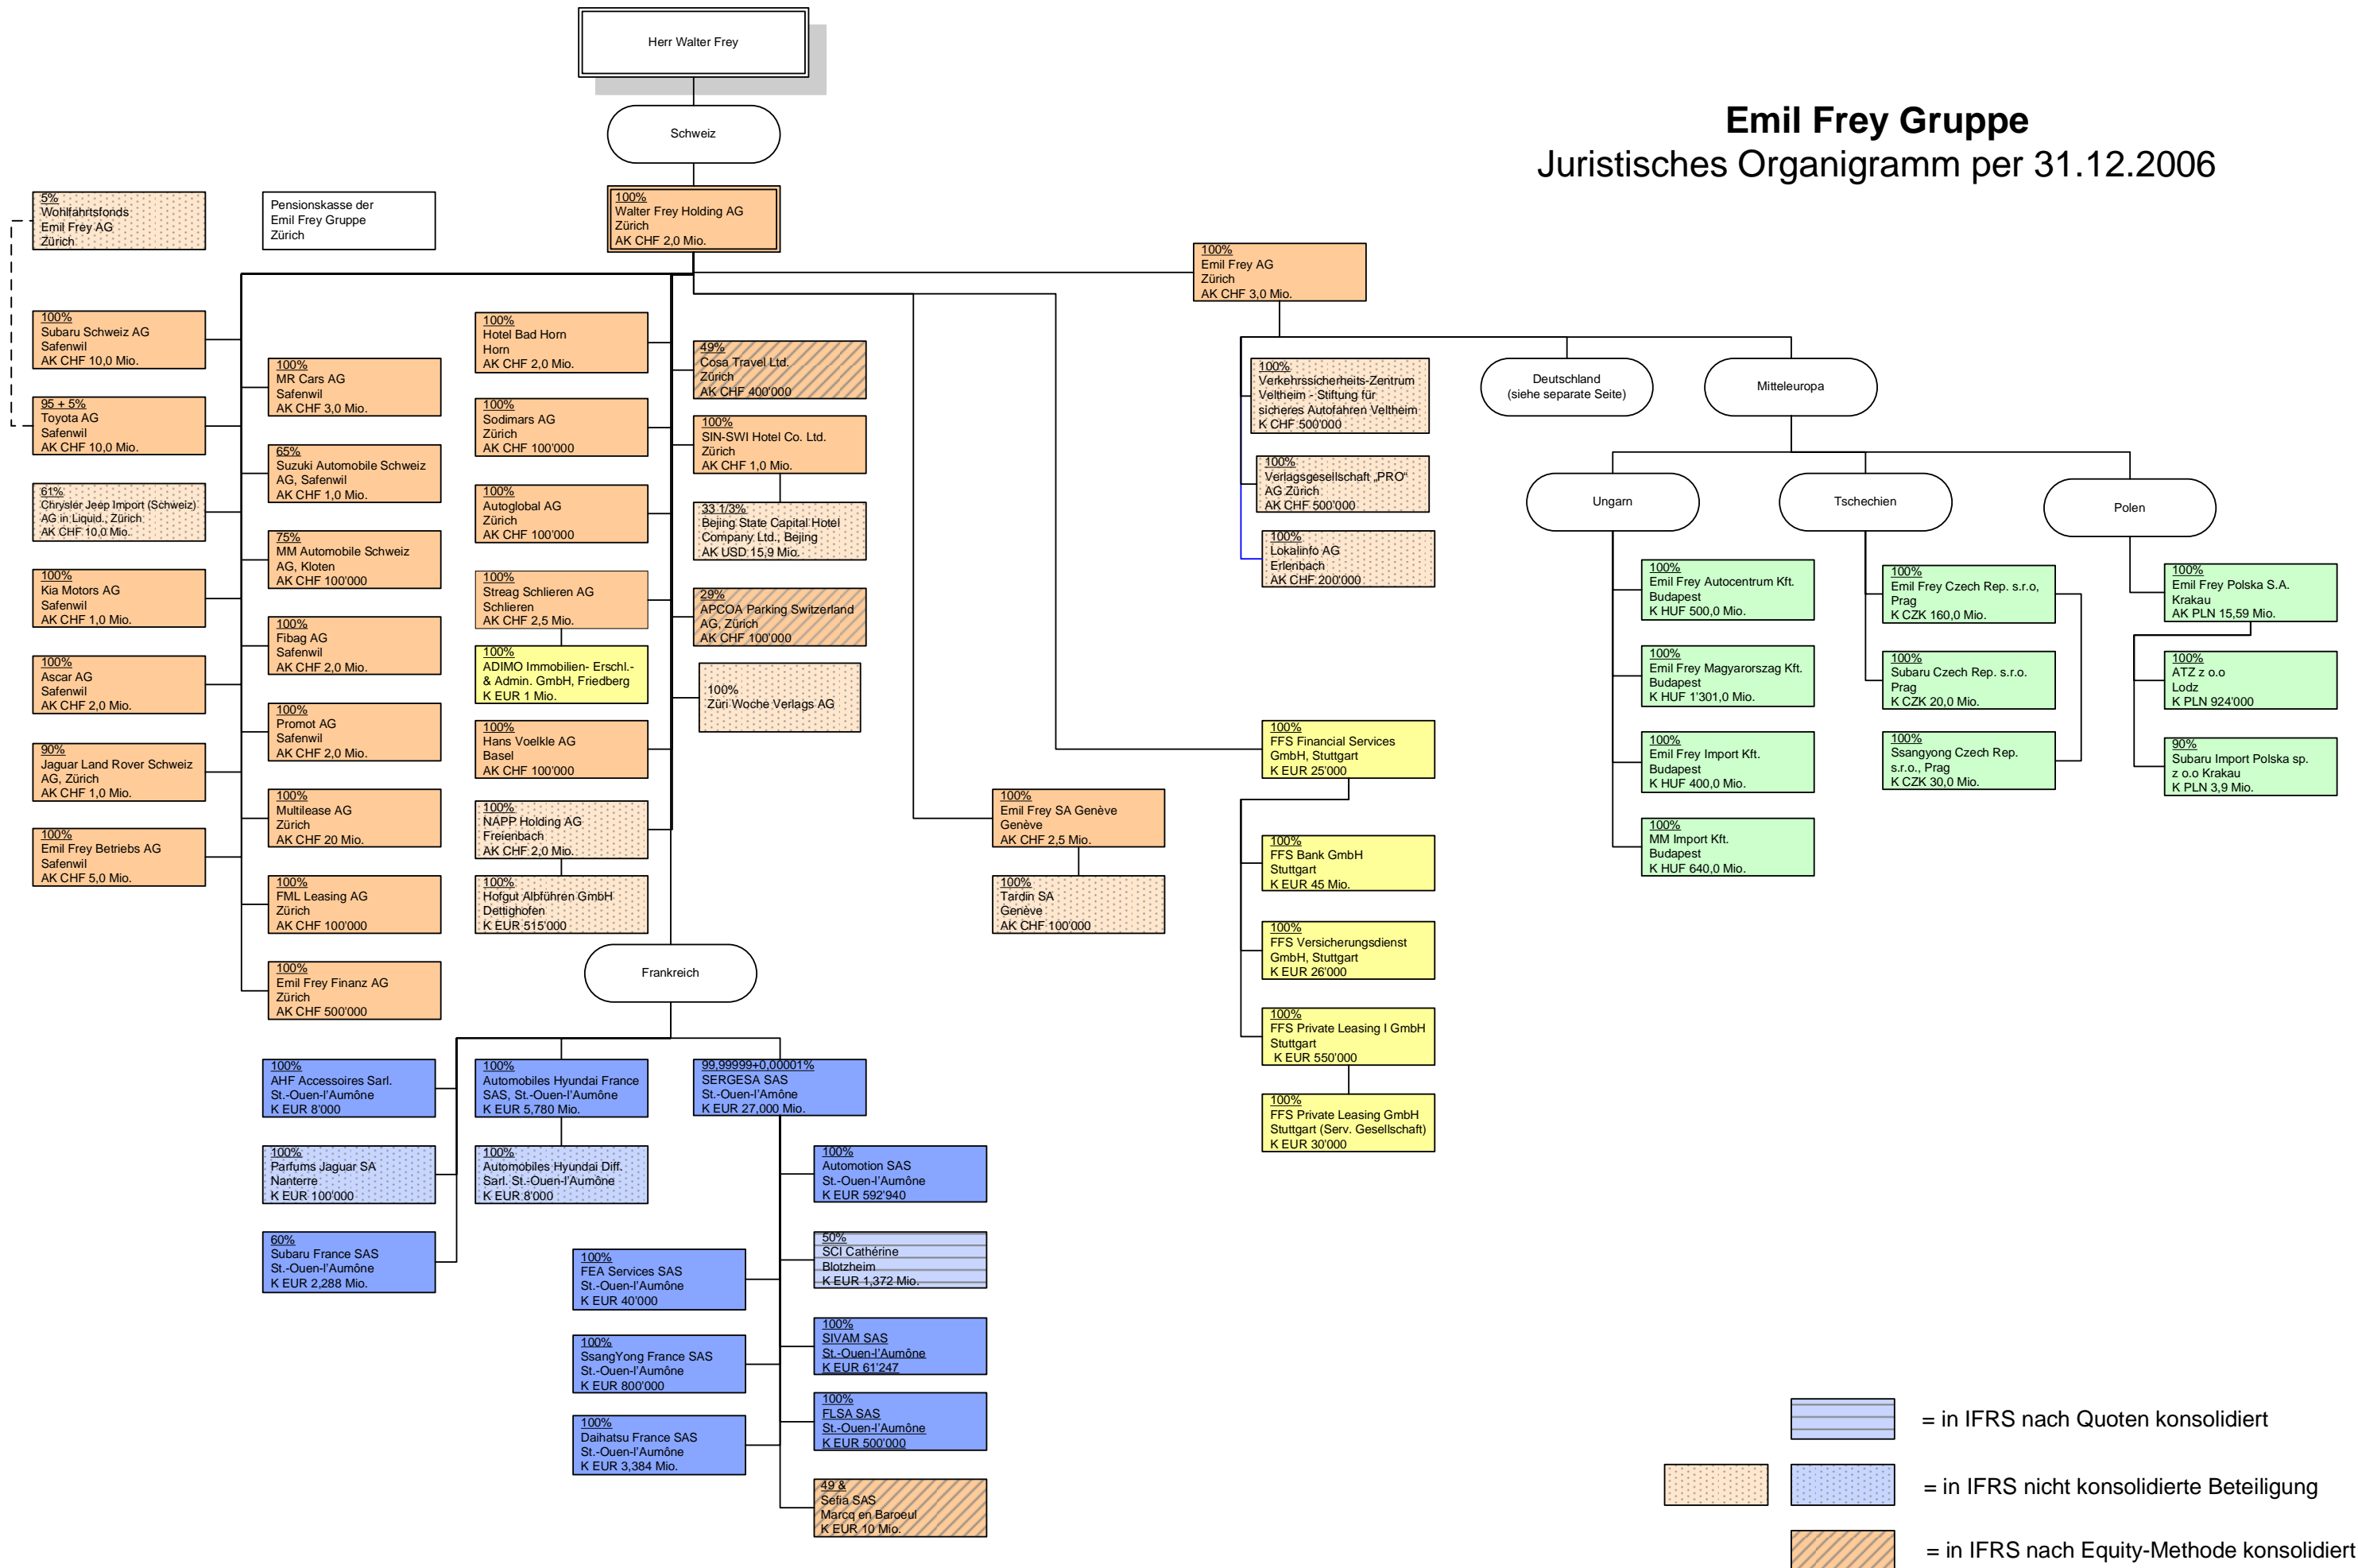 Herr Walter Frey
Schweiz
Emil Frey Gruppe
Juristisches Organigramm per 31.12.2006
5%
Wohlfahrtsfonds
Emil Frey AG
Zürich
Pensionskasse der
Emil Frey Gruppe
Zürich
100%
Walter Frey Holding AG
Zürich
AK CHF 2,0 Mio.
100%
Emil Frey AG
Zürich
AK CHF 3,0 Mio.
100%
Subaru Schweiz AG
Safenwil
AK CHF 10,0 Mio.
95 + 5%
Toyota AG
Safenwil
AK CHF 10,0 Mio.
61%
Chrysler Jeep Import (Schweiz)
AG in Liquid., Zürich
AK CHF 10,0 Mio.
100%
Kia Motors AG
Safenwil
AK CHF 1,0 Mio.
100%
Ascar AG
Safenwil
AK CHF 2,0 Mio.
90%
Jaguar Land Rover Schweiz
AG, Zürich
AK CHF 1,0 Mio.
100%
Emil Frey Betriebs AG
Safenwil
AK CHF 5,0 Mio.
100%
MR Cars AG
Safenwil
AK CHF 3,0 Mio.
65%
Suzuki Automobile Schweiz
AG, Safenwil
AK CHF 1,0 Mio.
75%
MM Automobile Schweiz
AG, Kloten
AK CHF 100'000
100%
Fibag AG
Safenwil
AK CHF 2,0 Mio.
100%
Promot AG
Safenwil
AK CHF 2,0 Mio.
100%
Multilease AG
Zürich
AK CHF 20 Mio.
100%
FML Leasing AG
Zürich
AK CHF 100'000
100%
Emil Frey Finanz AG
Zürich
AK CHF 500'000
100%
Hotel Bad Horn
Horn
AK CHF 2,0 Mio.
100%
Sodimars AG
Zürich
AK CHF 100'000
100%
Autoglobal AG
Zürich
AK CHF 100'000
100%
Streag Schlieren AG
Schlieren
AK CHF 2,5 Mio.
100%
ADIMO Immobilien- Erschl.-
& Admin. GmbH, Friedberg
K EUR 1 Mio.
100%
Hans Voelkle AG
Basel
AK CHF 100'000
100%
NAPP Holding AG
Freienbach
AK CHF 2,0 Mio.
100%
Hofgut Albführen GmbH
Dettighofen
K EUR 515'000
49%
Cosa Travel Ltd.
Zürich
AK CHF 400'000
100%
SIN-SWI Hotel Co. Ltd.
Zürich
AK CHF 1,0 Mio.
33 1/3%
Bejing State Capital Hotel
Company Ltd., Bejing
AK USD 15,9 Mio.
29%
APCOA Parking Switzerland
AG, Zürich
AK CHF 100'000
100%
Züri Woche Verlags AG
100%
Emil Frey SA Genève
Genève
AK CHF 2,5 Mio.
100%
Tardin SA
Genève
AK CHF 100'000
100%
Verkehrssicherheits-Zentrum
Veltheim - Stiftung für
sicheres Autofahren Veltheim
K CHF 500'000
100%
Verlagsgesellschaft „PRO“
AG Zürich
AK CHF 500'000
100%
Lokalinfo AG
Erlenbach
AK CHF 200'000
100%
FFS Financial Services
GmbH, Stuttgart
K EUR 25'000
100%
FFS Bank GmbH
Stuttgart
K EUR 45 Mio.
100%
FFS Versicherungsdienst
GmbH, Stuttgart
K EUR 26'000
100%
FFS Private Leasing I GmbH
Stuttgart
K EUR 550'000
100%
FFS Private Leasing GmbH
Stuttgart (Serv. Gesellschaft)
K EUR 30'000
Deutschland
(siehe separate Seite)
Mitteleuropa
Ungarn
Tschechien
Polen
100%
Emil Frey Autocentrum Kft.
Budapest
K HUF 500,0 Mio.
100%
Emil Frey Magyarorszag Kft.
Budapest
K HUF 1'301,0 Mio.
100%
Emil Frey Import Kft.
Budapest
K HUF 400,0 Mio.
100%
MM Import Kft.
Budapest
K HUF 640,0 Mio.
100%
Emil Frey Czech Rep. s.r.o,
Prag
K CZK 160,0 Mio.
100%
Subaru Czech Rep. s.r.o.
Prag
K CZK 20,0 Mio.
100%
Ssangyong Czech Rep.
s.r.o., Prag
K CZK 30,0 Mio.
100%
Emil Frey Polska S.A.
Krakau
AK PLN 15,59 Mio.
100%
ATZ z o.o
Lodz
K PLN 924'000
90%
Subaru Import Polska sp.
z o.o Krakau
K PLN 3,9 Mio.
Frankreich
100%
AHF Accessoires Sarl.
St.-Ouen-l'Aumône
K EUR 8'000
100%
Parfums Jaguar SA
Nanterre
K EUR 100'000
60%
Subaru France SAS
St.-Ouen-l'Aumône
K EUR 2,288 Mio.
100%
Automobiles Hyundai France
SAS, St.-Ouen-l'Aumône
K EUR 5,780 Mio.
100%
Automobiles Hyundai Diff.
Sarl. St.-Ouen-l'Aumône
K EUR 8'000
99,99999+0,00001%
SERGESA SAS
St.-Ouen-l'Amône
K EUR 27,000 Mio.
100%
FEA Services SAS
St.-Ouen-l'Aumône
K EUR 40'000
100%
SsangYong France SAS
St.-Ouen-l'Aumône
K EUR 800'000
100%
Daihatsu France SAS
St.-Ouen-l'Aumône
K EUR 3,384 Mio.
100%
Automotion SAS
St.-Ouen-l'Aumône
K EUR 592'940
50%
SCI Cathérine
Blotzheim
K EUR 1,372 Mio.
100%
SIVAM SAS
St.-Ouen-l'Aumône
K EUR 61'247
100%
FLSA SAS
St.-Ouen-l'Aumône
K EUR 500'000
49 &
Sefia SAS
Marcq en Baroeul
K EUR 10 Mio.
= in IFRS nach Quoten konsolidiert
= in IFRS nicht konsolidierte Beteiligung
= in IFRS nach Equity-Methode konsolidiert